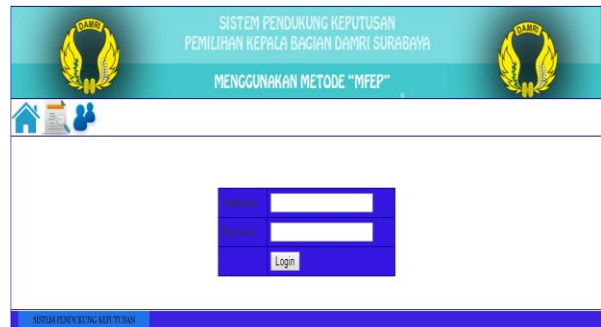 DAMRI
SISTEM PENDUKUNG KEPUTUSAN
DAMRI
PEMILIHAN KEPALA BAGIAN DAMRI SURABAYA
MENGGUNAKAN METODE "MFEP"
Login
SISTEM PENDUKUNG KEPUTUSAN